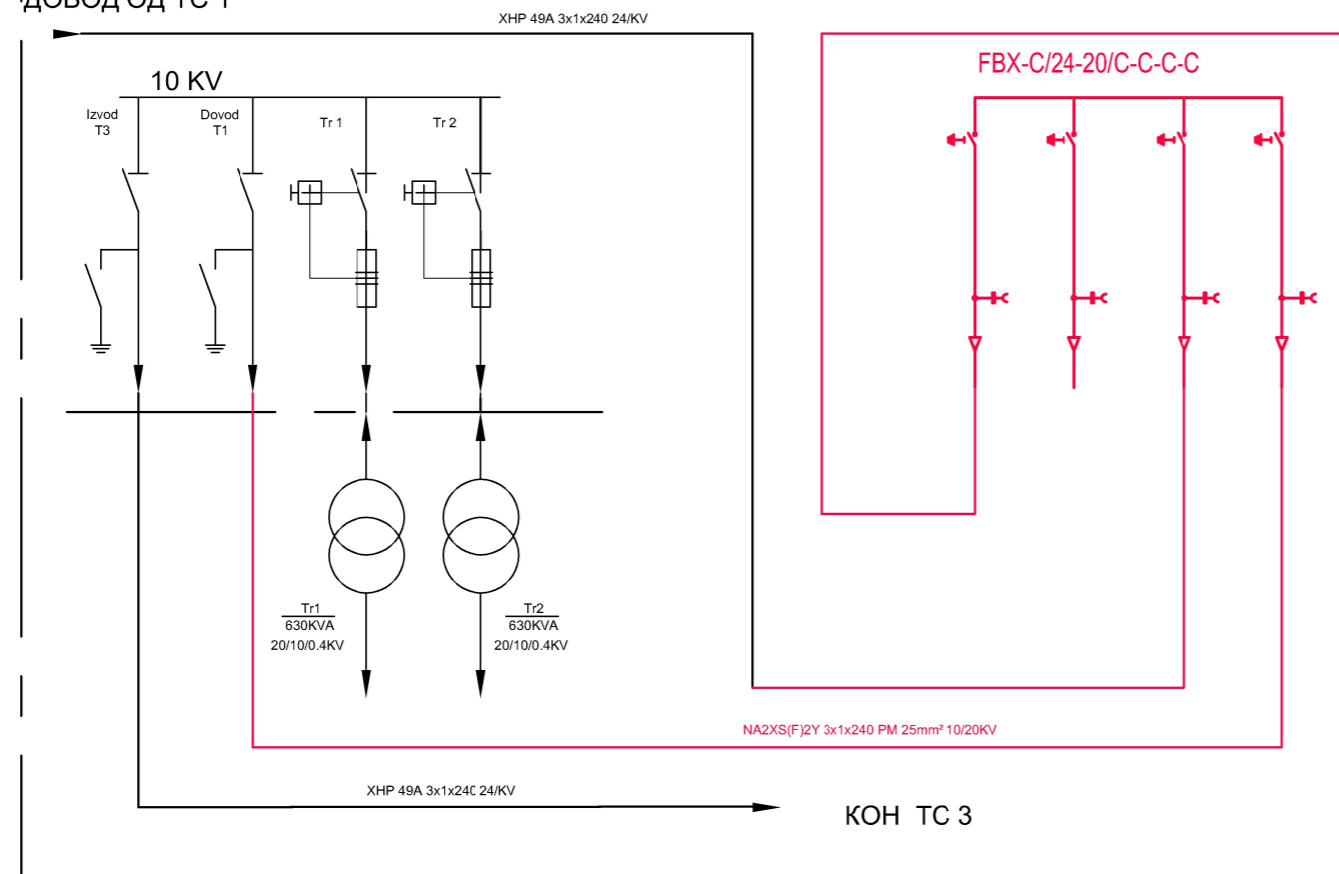 ДОВОД ОД ТС 1
XHP 49A 3x1x240 24/KV
FBX-C/24-20/C-C-C-C
10 KV
Izvod
T3
Dovod
T1
Tr 1
Tr 2
Tr1
630KVA
20/10/0.4KV
Tr2
630KVA
20/10/0.4KV
NA2XS(F)2Y 3x1x240 PM 25mm² 10/20KV
XHP 49A 3x1x240 24/KV
КОН ТС 3